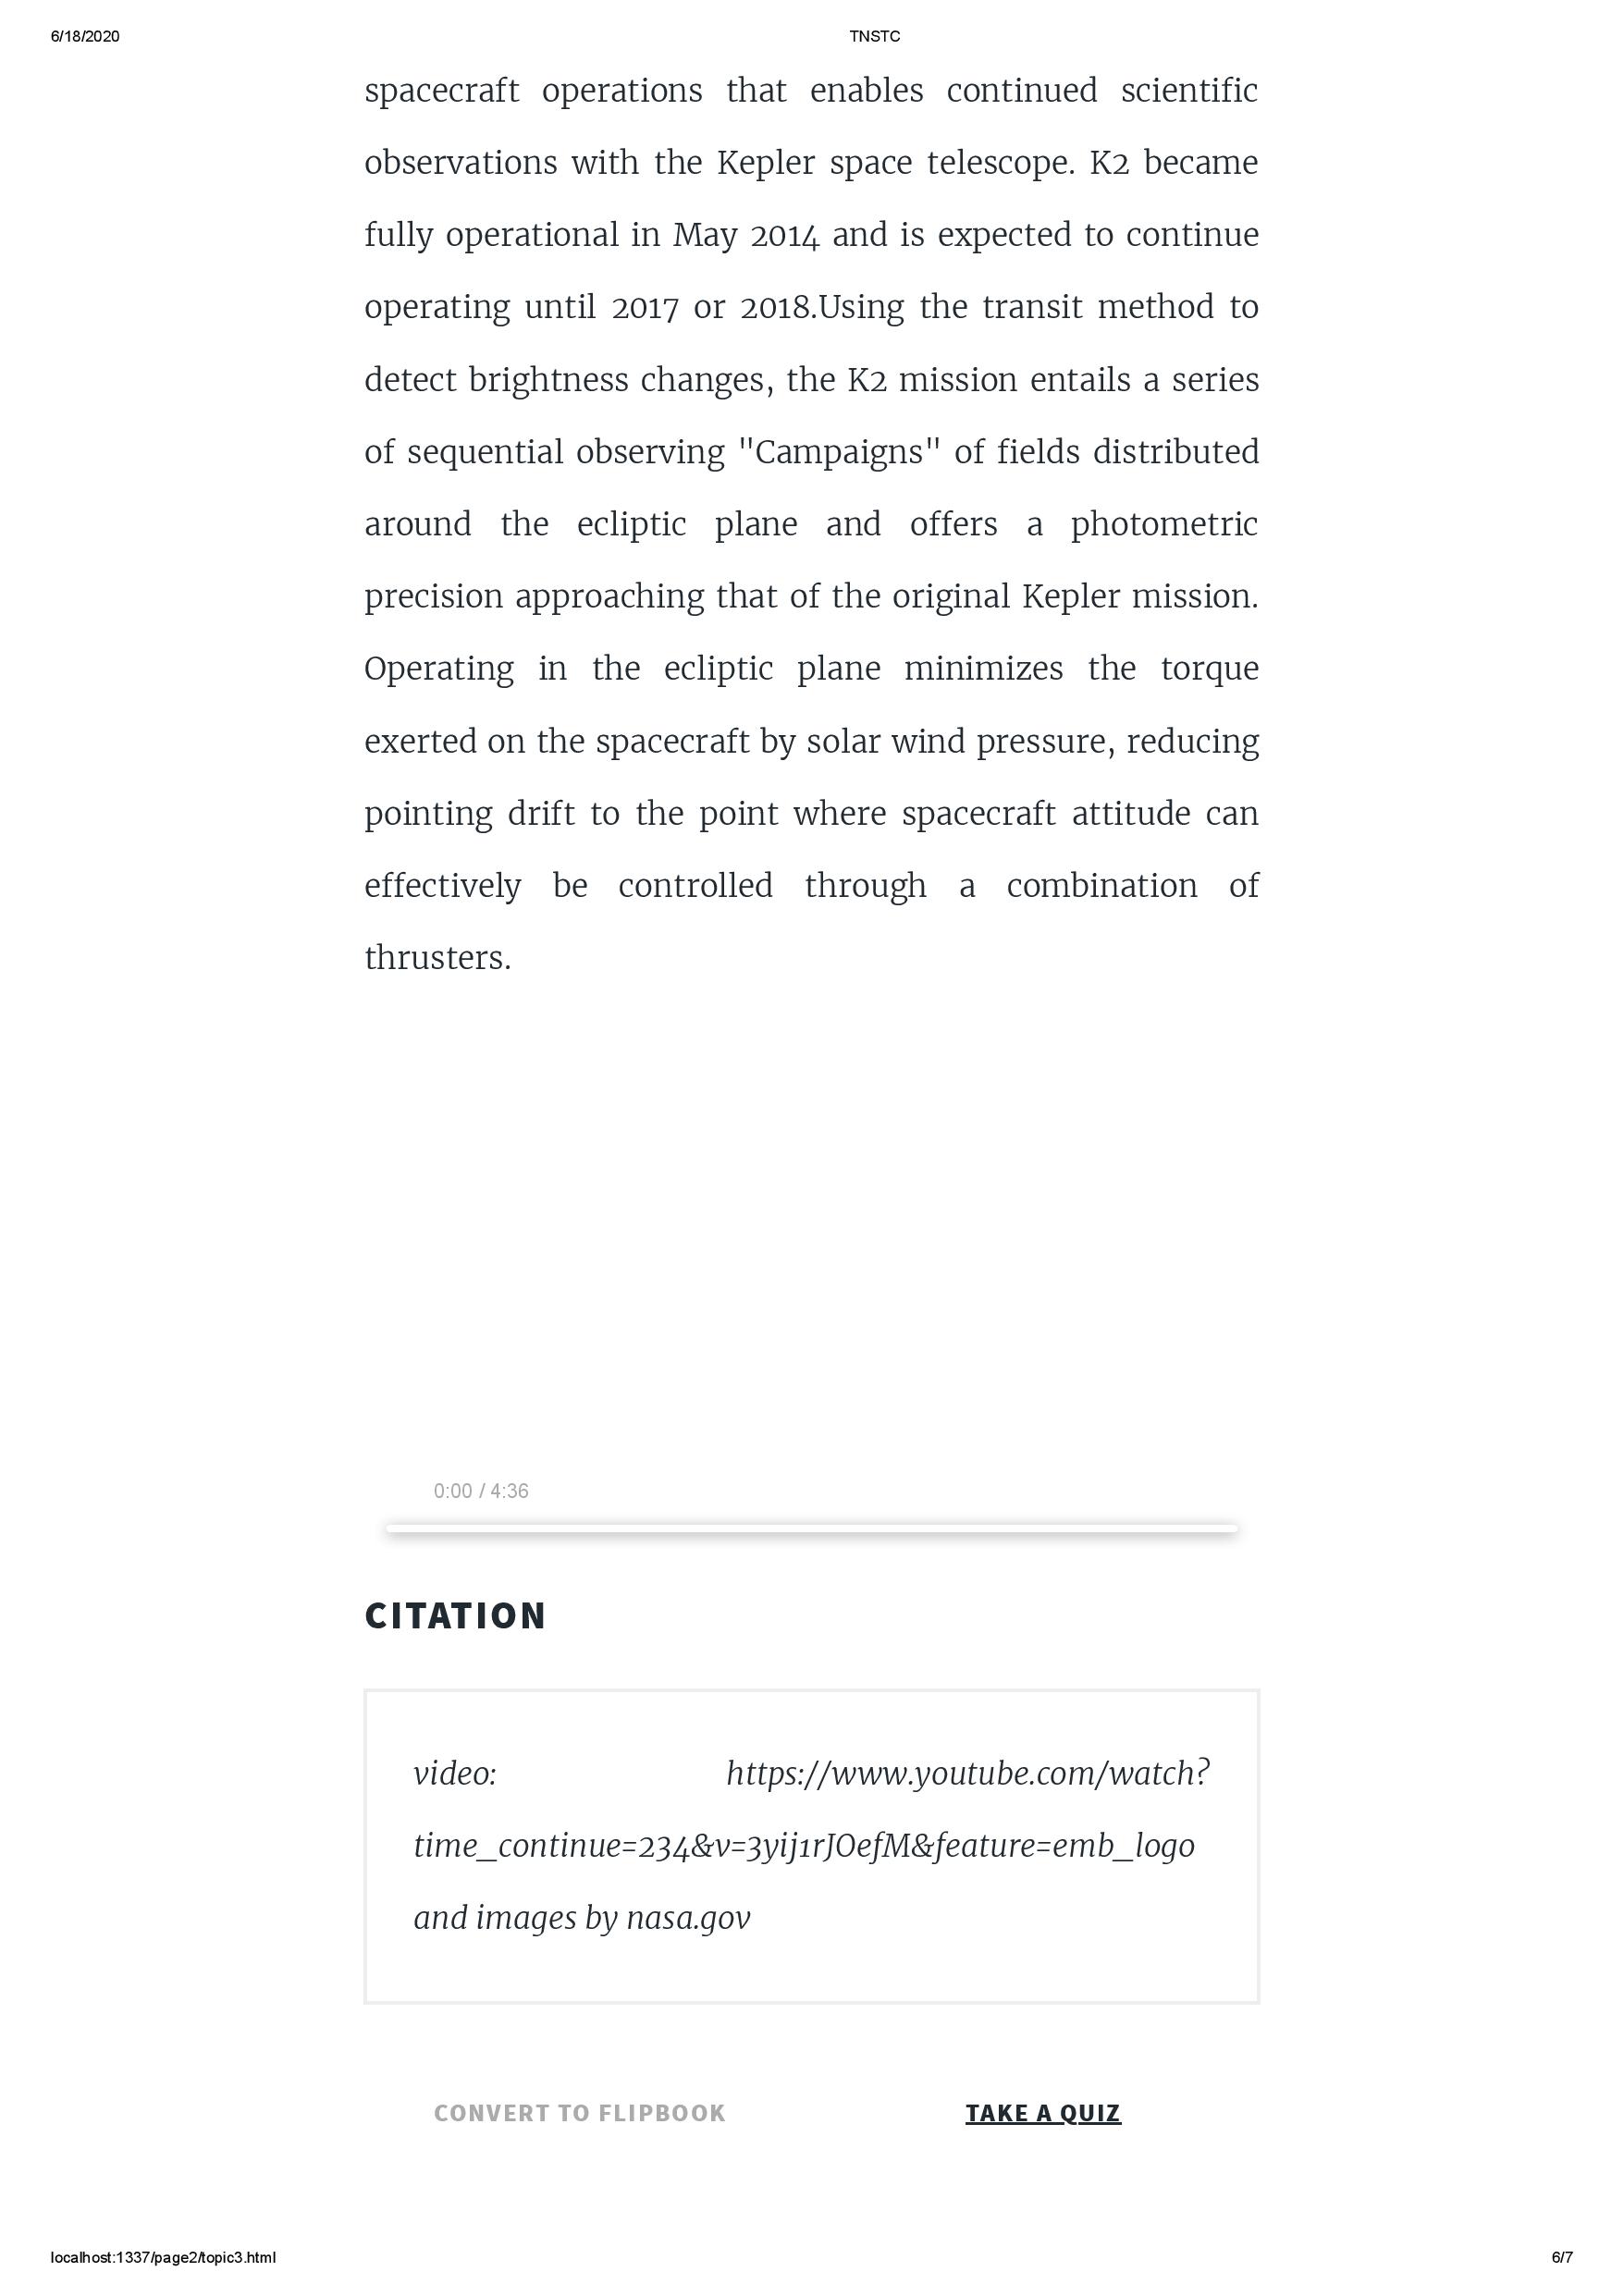 6/18/2020 TNSTC
spacecraft operations that enables continued scientific
observations with the Kepler space telescope. K2 became
fully operational in May 2014 and is expected to continue
operating until 2017 or 2018.Using the transit method to
detect brightness changes, the K2 mission entails a series
of sequential observing "Campaigns" of fields distributed
around the ecliptic plane and offers a photometric
precision approaching that of the original Kepler mission.
Operating in the ecliptic plane minimizes the torque
exerted on the spacecraft by solar wind pressure, reducing
pointing drift to the point where spacecraft attitude can
effectively be controlled through a combination of
thrusters.
0:00 / 4:36
CITATION
video: https://www.youtube.com/watch?
time_continue=234&v=3yij1rJOefM&feature=emb_logo
and images by nasa.gov
CONVERT TO FLIPBOOK TAKE A QUIZ
localhost:1337/page2/topic3.html 6/7